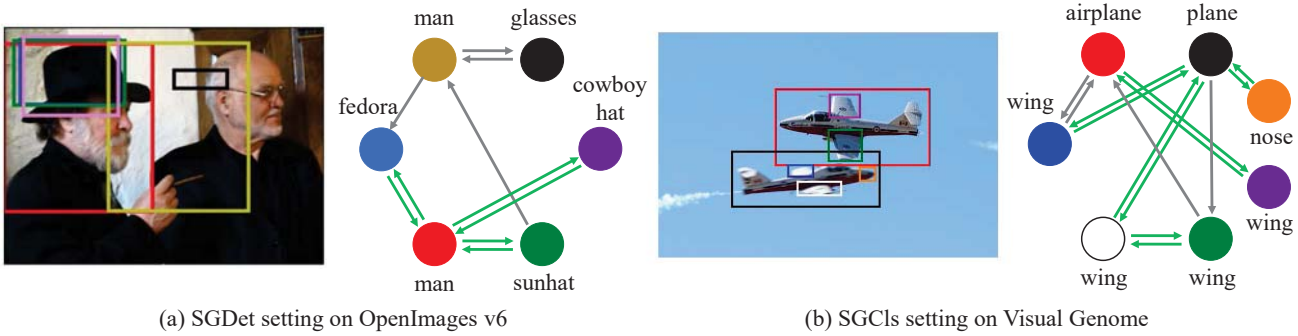 man
glasses
fedora
cowboy
hat
man
sunhat
(a) SGDet setting on OpenImages v6
airplane
plane
wing
nose
wing
wing
wing
(b) SGCls setting on Visual Genome